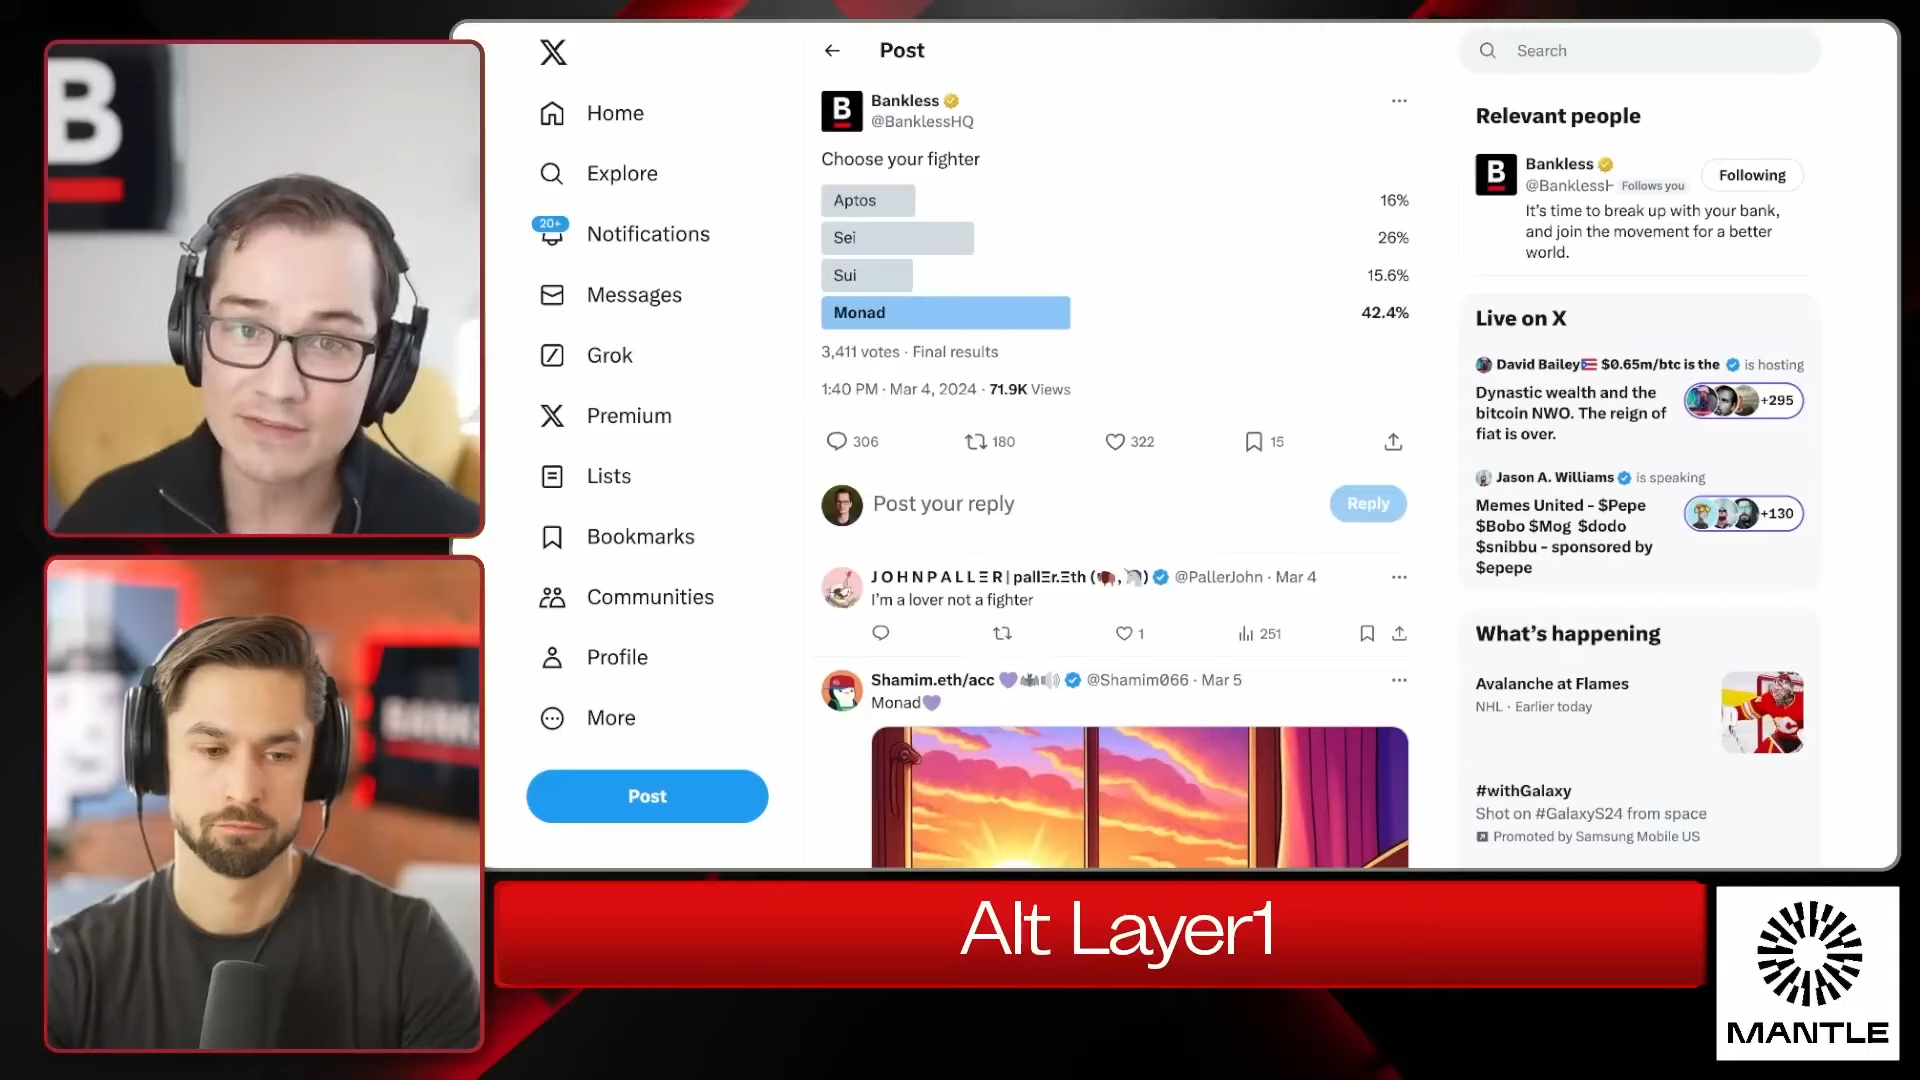 B
BANK
Home
Explore
20+
Notifications
Messages
Grok
Premium
Lists
Bookmarks
Communities
Profile
More
Post
Post
B
Bankless
@BanklessHQ
Choose your fighter
Aptos 16%
Sei 26%
Sui 15.6%
Monad 42.4%
3,411 votes · Final results
1:40 PM · Mar 4, 2024 · 71.9K Views
306 180 322 15
Post your reply
Reply
J O H N P A L L Ξ R | pallΞr.Ξth (🦬, 🦄) @PallerJohn · Mar 4
I'm a lover not a fighter
1 251
Shamim.eth/acc 💜🦇🔊 @Shamim066 · Mar 5
Monad💜
Search
Relevant people
B
Bankless
@BanklessH Follows you
Following
It's time to break up with your bank,
and join the movement for a better
world.
Live on X
David Bailey🇵🇷 $0.65m/btc is the is hosting
Dynastic wealth and the
bitcoin NWO. The reign of
fiat is over.
+295
Jason A. Williams is speaking
Memes United - $Pepe
$Bobo $Mog $dodo
$snibbu - sponsored by
$epepe
+130
What's happening
Avalanche at Flames
NHL · Earlier today
#withGalaxy
Shot on #GalaxyS24 from space
Promoted by Samsung Mobile US
Alt Layer1
MANTLE